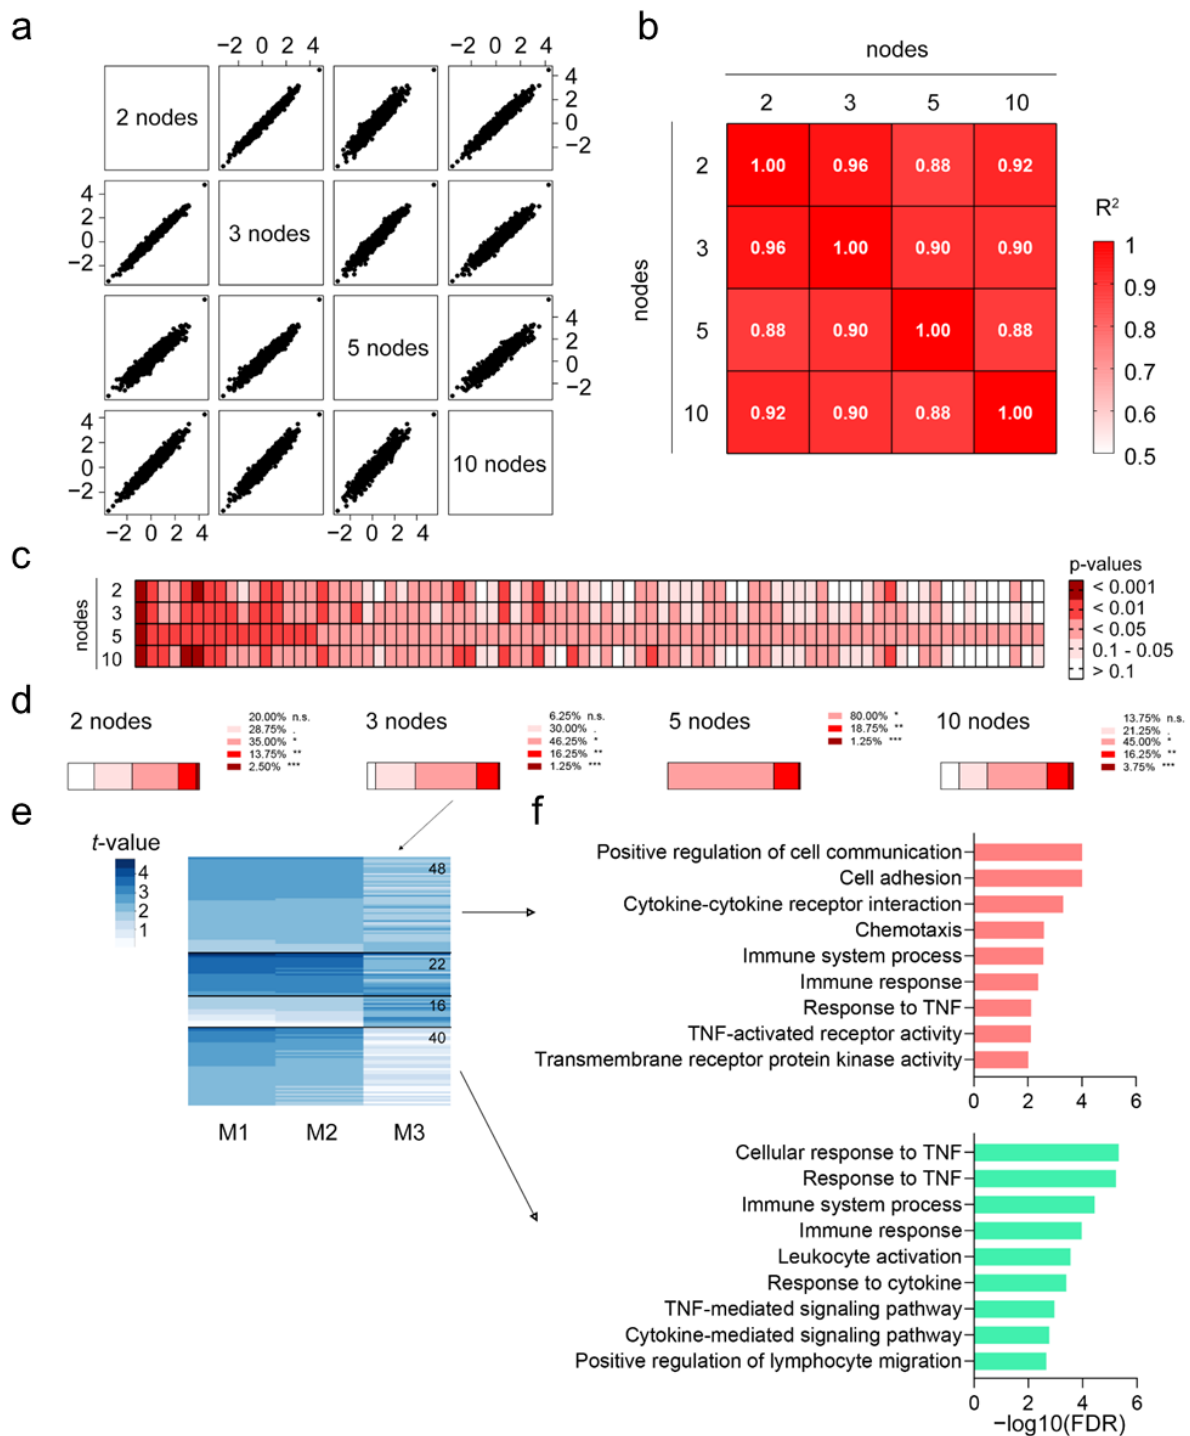 a
−2 0 2 4
−2 0 2 4
2 nodes
4
2
0
−2
4
2
0
−2
3 nodes
5 nodes
4
2
0
−2
4
2
0
−2
10 nodes
−2 0 2 4
−2 0 2 4
b
nodes
2 3 5 10
nodes
2 1.00 0.96 0.88 0.92
3 0.96 1.00 0.90 0.90
5 0.88 0.90 1.00 0.88
10 0.92 0.90 0.88 1.00
R²
1
0.9
0.8
0.7
0.6
0.5
c
nodes
2
3
5
10
p-values
< 0.001
< 0.01
< 0.05
0.1 - 0.05
> 0.1
d
2 nodes
20.00% n.s.
28.75% .
35.00% *
13.75% **
2.50% ***
3 nodes
6.25% n.s.
30.00% .
46.25% *
16.25% **
1.25% ***
5 nodes
80.00% *
18.75% **
1.25% ***
10 nodes
13.75% n.s.
21.25% .
45.00% *
16.25% **
3.75% ***
e
t-value
4
3
2
1
48
22
16
40
M1 M2 M3
f
Positive regulation of cell communication
Cell adhesion
Cytokine-cytokine receptor interaction
Chemotaxis
Immune system process
Immune response
Response to TNF
TNF-activated receptor activity
Transmembrane receptor protein kinase activity
0 2 4 6
Cellular response to TNF
Response to TNF
Immune system process
Immune response
Leukocyte activation
Response to cytokine
TNF-mediated signaling pathway
Cytokine-mediated signaling pathway
Positive regulation of lymphocyte migration
0 2 4 6
−log10(FDR)